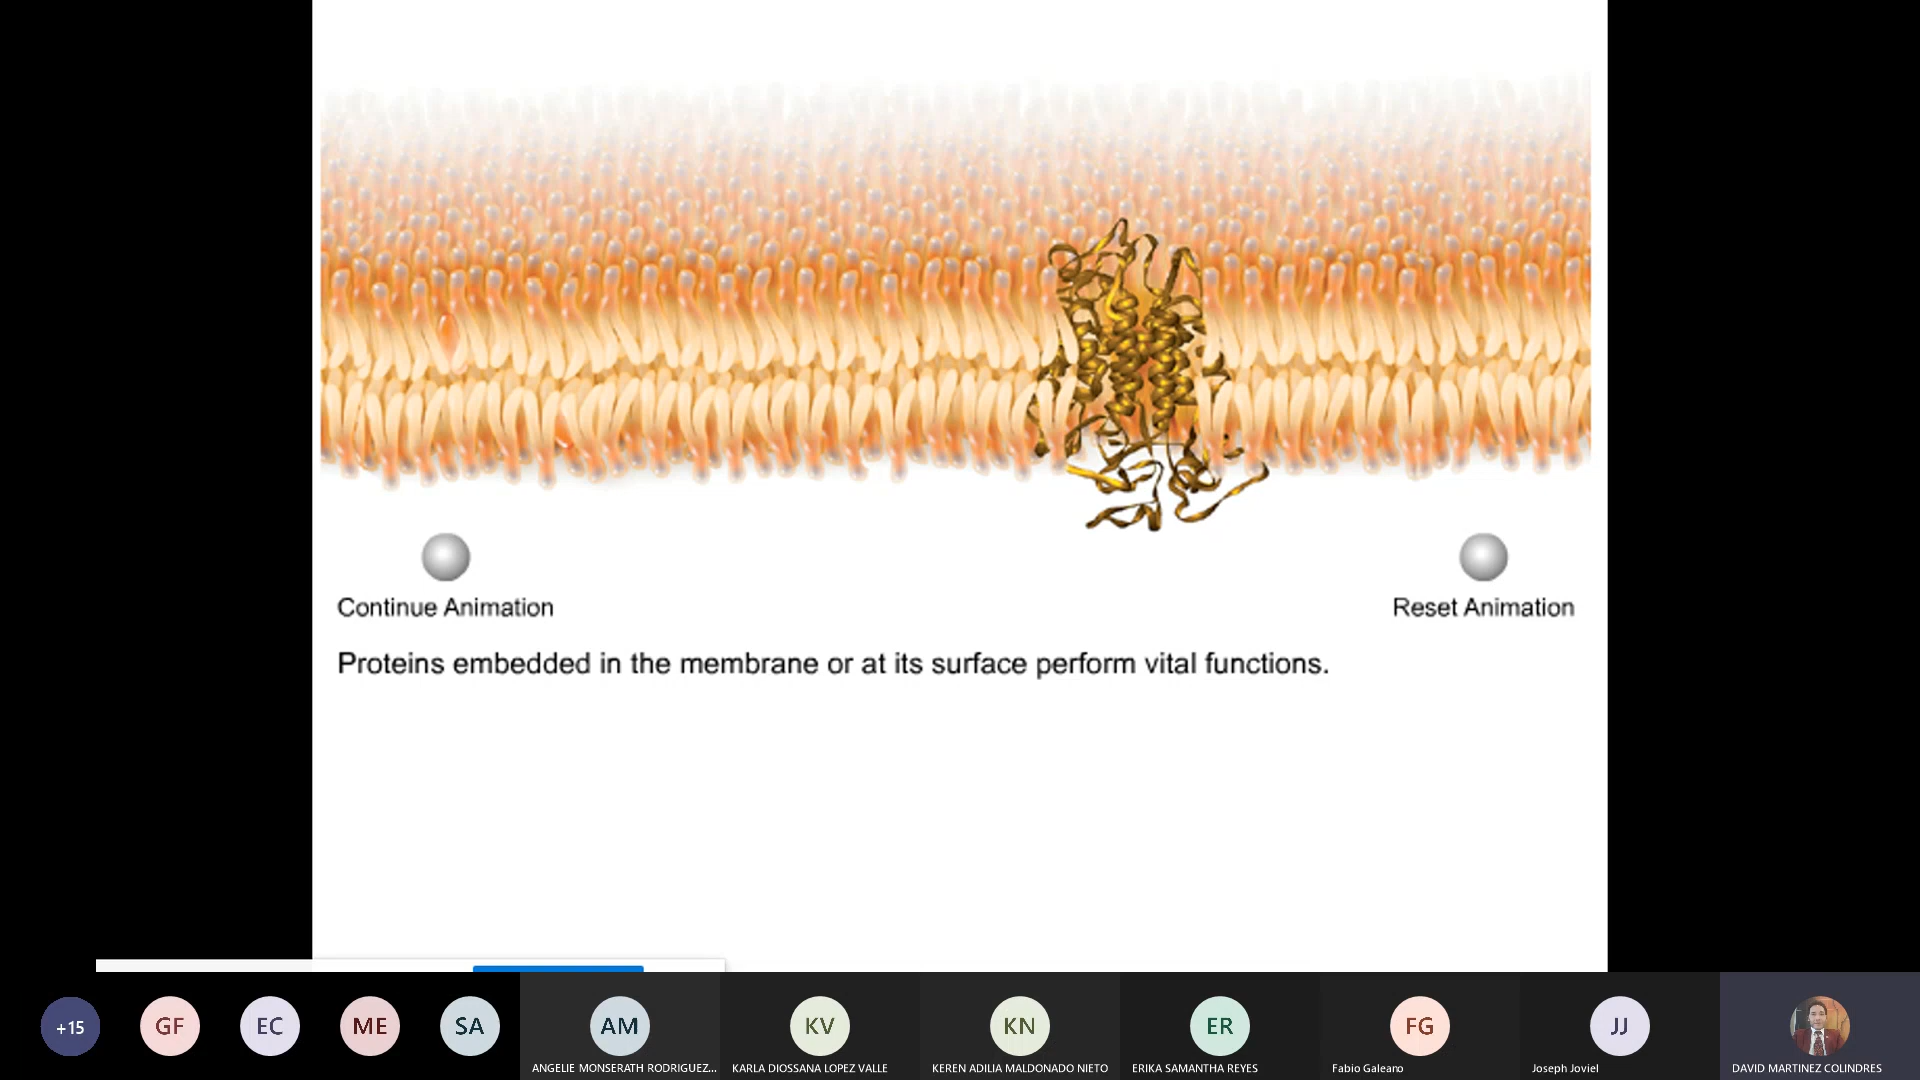 Continue Animation
Reset Animation
Proteins embedded in the membrane or at its surface perform vital functions.
+15
GF
EC
ME
SA
AM
KV
KN
ER
FG
JJ
ANGELIE MONSERATH RODRIGUEZ...
KARLA DIOSSANA LOPEZ VALLE
KEREN ADILIA MALDONADO NIETO
ERIKA SAMANTHA REYES
Fabio Galeano
Joseph Joviel
DAVID MARTINEZ COLINDRES